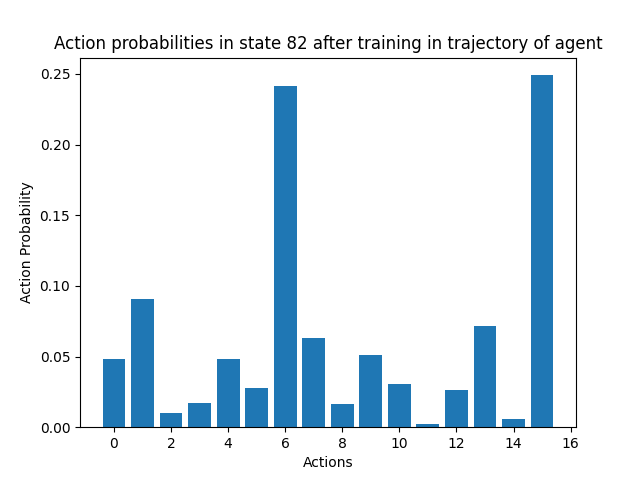 Action probabilities in state 82 after training in trajectory of agent
0.25
0.20
0.15
0.10
0.05
0.00
Action Probability
0 2 4 6 8 10 12 14 16
Actions